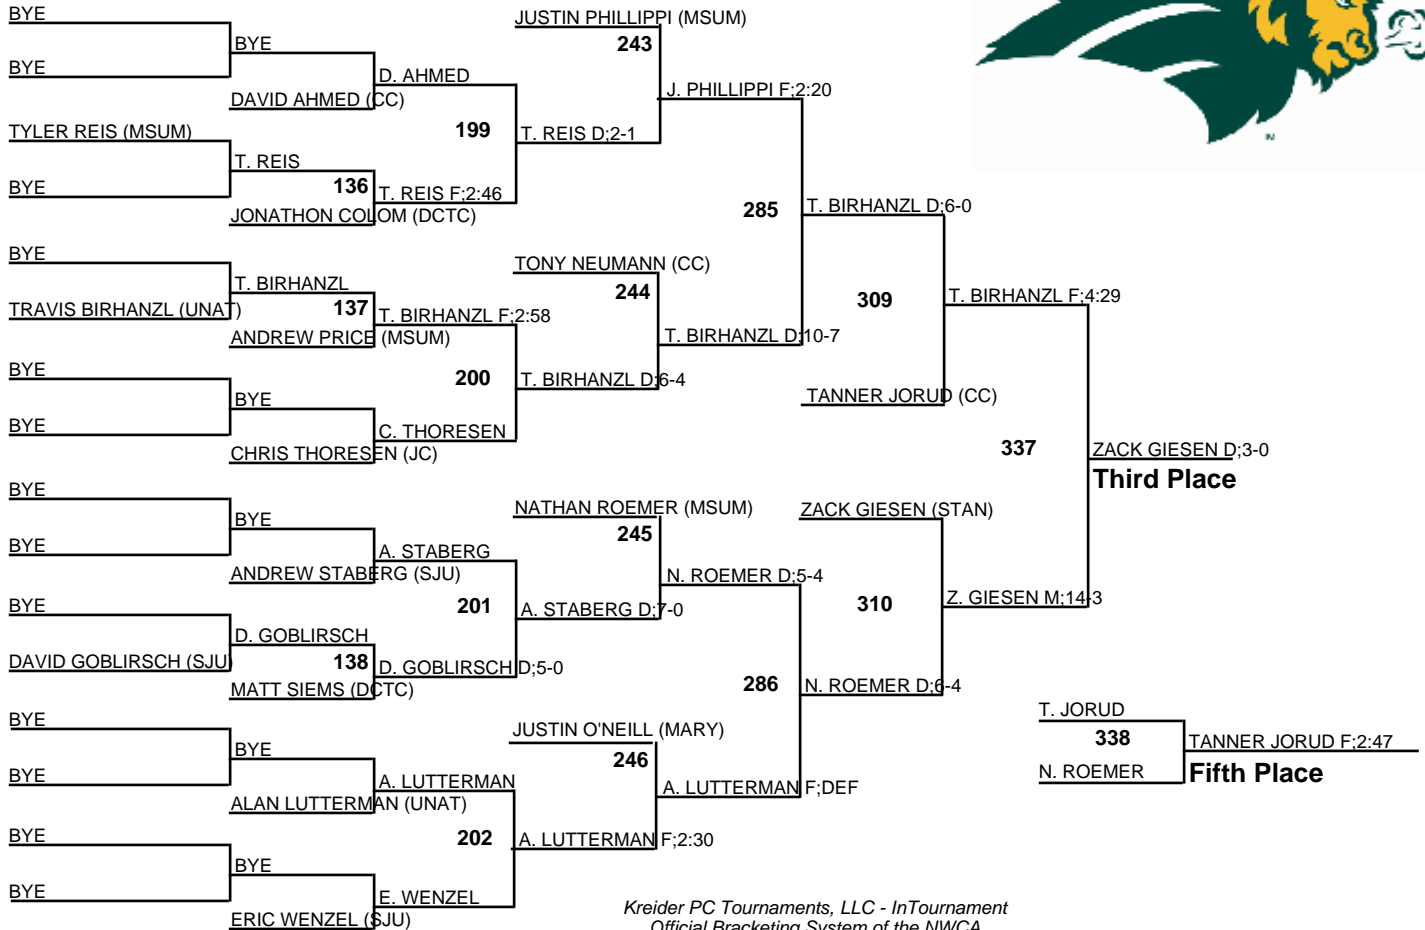 BYE
BYE
BYE
DAVID AHMED (CC)
D. AHMED
TYLER REIS (MSUM)
BYE
T. REIS
136
JONATHON COLOM (DCTC)
T. REIS F;2:46
199
T. REIS D;2-1
JUSTIN PHILLIPPI (MSUM)
243
J. PHILLIPPI F;2:20
BYE
TRAVIS BIRHANZL (UNAT)
T. BIRHANZL
137
ANDREW PRICE (MSUM)
T. BIRHANZL F;2:58
BYE
BYE
BYE
CHRIS THORESEN (JC)
C. THORESEN
200
T. BIRHANZL D;6-4
TONY NEUMANN (CC)
244
T. BIRHANZL D;10-7
285
T. BIRHANZL D;6-0
309
TANNER JORUD (CC)
T. BIRHANZL F;4:29
BYE
BYE
BYE
ANDREW STABERG (SJU)
A. STABERG
BYE
DAVID GOBLIRSCH (SJU)
D. GOBLIRSCH
138
MATT SIEMS (DCTC)
D. GOBLIRSCH D;5-0
201
A. STABERG D;7-0
NATHAN ROEMER (MSUM)
245
N. ROEMER D;5-4
BYE
BYE
BYE
ALAN LUTTERMAN (UNAT)
A. LUTTERMAN
BYE
BYE
BYE
ERIC WENZEL (SJU)
E. WENZEL
202
A. LUTTERMAN F;2:30
JUSTIN O'NEILL (MARY)
246
A. LUTTERMAN F;DEF
286
N. ROEMER D;6-4
ZACK GIESEN (STAN)
310
Z. GIESEN M;14-3
337
ZACK GIESEN D;3-0
Third Place
T. JORUD
338
N. ROEMER
TANNER JORUD F;2:47
Fifth Place
Kreider PC Tournaments, LLC - InTournament
Official Bracketing System of the NWCA